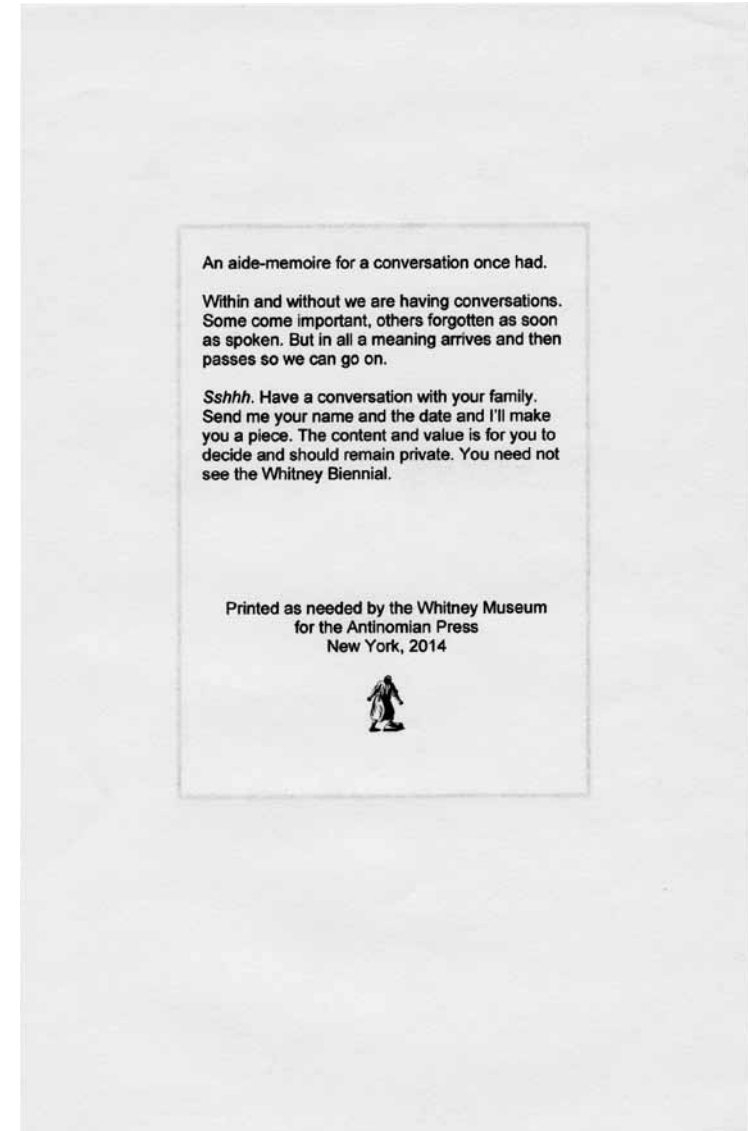 An aide-memoire for a conversation once had.
Within and without we are having conversations.
Some come important, others forgotten as soon
as spoken. But in all a meaning arrives and then
passes so we can go on.
Sshhh. Have a conversation with your family.
Send me your name and the date and I'll make
you a piece. The content and value is for you to
decide and should remain private. You need not
see the Whitney Biennial.
Printed as needed by the Whitney Museum
for the Antinomian Press
New York, 2014